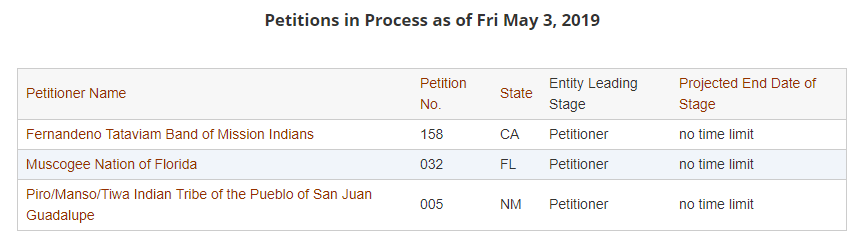 Petitions in Process as of Fri May 3, 2019
Petitioner Name Petition No. State Entity Leading Stage Projected End Date of Stage
Fernandeno Tataviam Band of Mission Indians 158 CA Petitioner no time limit
Muscogee Nation of Florida 032 FL Petitioner no time limit
Piro/Manso/Tiwa Indian Tribe of the Pueblo of San Juan Guadalupe 005 NM Petitioner no time limit